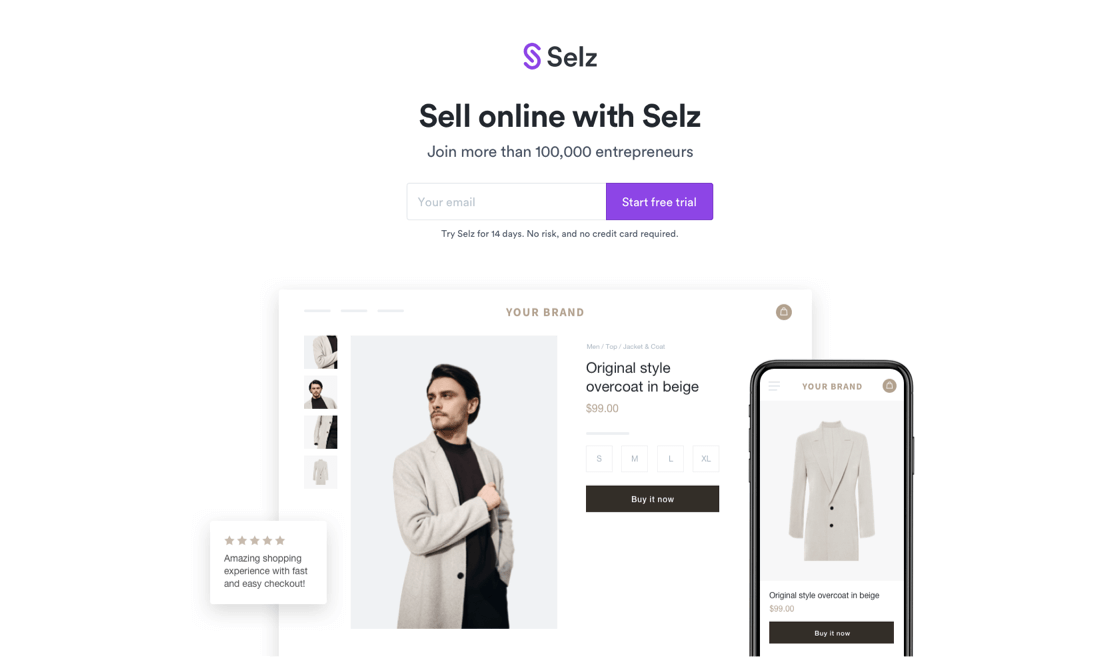 Selz
Sell online with Selz
Join more than 100,000 entrepreneurs
Your email
Start free trial
Try Selz for 14 days. No risk, and no credit card required.
YOUR BRAND
Men / Top / Jacket & Coat
Original style
overcoat in beige
$99.00
S M L XL
Buy it now
Amazing shopping
experience with fast
and easy checkout!
YOUR BRAND
Original style overcoat in beige
$99.00
Buy it now